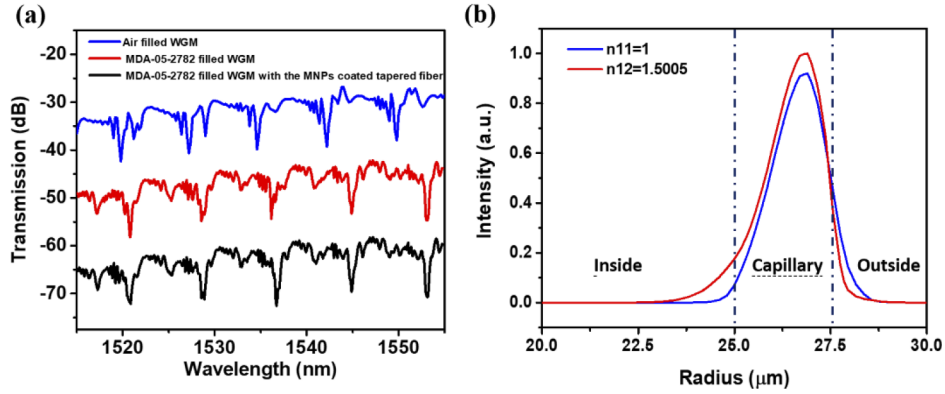 (a)
Air filled WGM
MDA-05-2782 filled WGM
MDA-05-2782 filled WGM with the MNPs coated tapered fiber
-20
-30
-40
-50
-60
-70
Transmission (dB)
1520 1530 1540 1550
Wavelength (nm)
(b)
n11=1
n12=1.5005
1.0
0.8
0.6
0.4
0.2
0.0
Intensity (a.u.)
Inside Capillary Outside
20.0 22.5 25.0 27.5 30.0
Radius (μm)